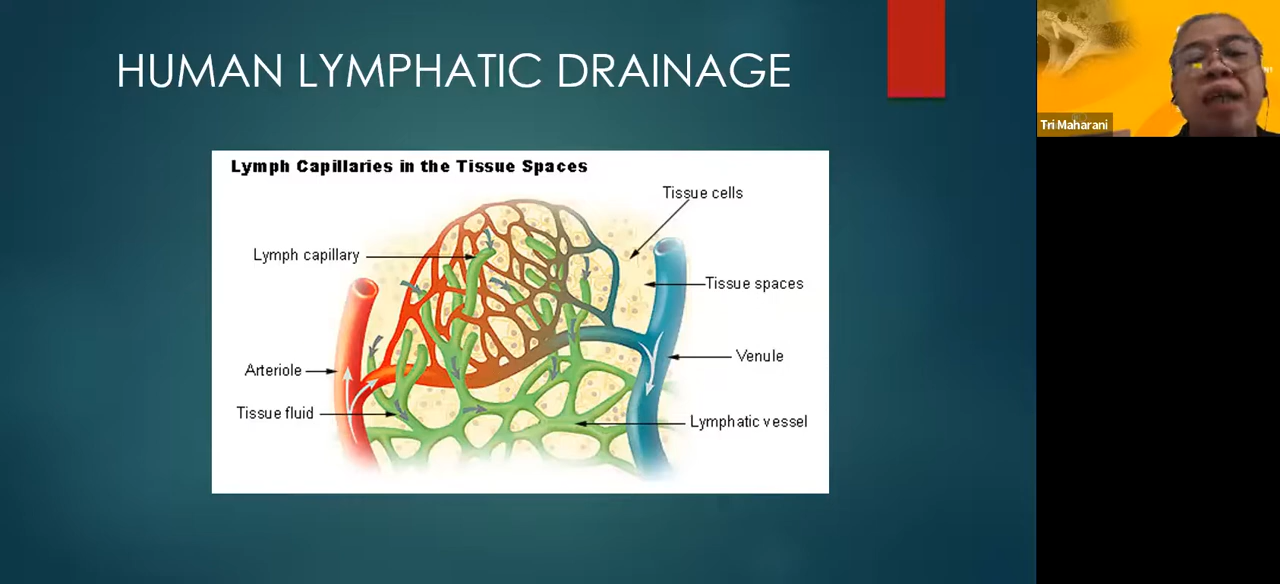 HUMAN LYMPHATIC DRAINAGE
Lymph Capillaries in the Tissue Spaces
Tissue cells
Lymph capillary
Tissue spaces
Venule
Arteriole
Tissue fluid
Lymphatic vessel
Tri Maharani